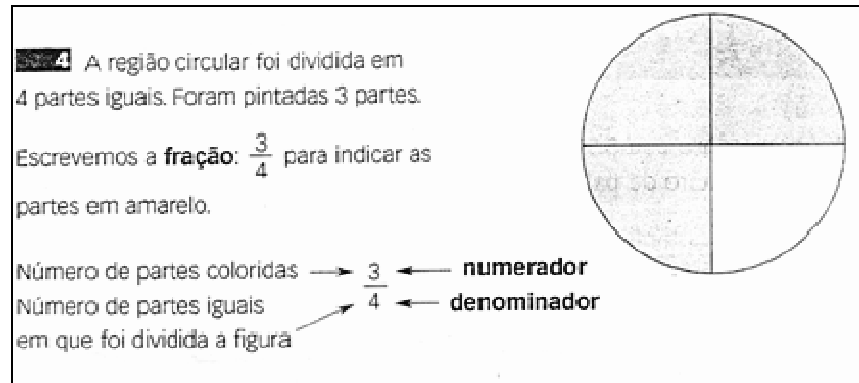 4 A região circular foi dividida em
4 partes iguais. Foram pintadas 3 partes.
Escrevemos a fração: 3/4 para indicar as
partes em amarelo.
Número de partes coloridas → 3 ← numerador
Número de partes iguais → 4 ← denominador
em que foi dividida a figura